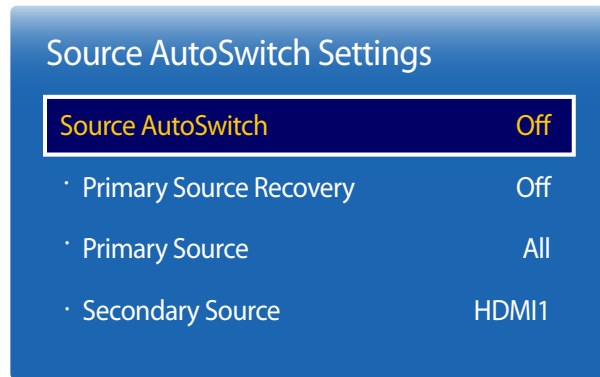 Source AutoSwitch Settings
Source AutoSwitch Off
· Primary Source Recovery Off
· Primary Source All
· Secondary Source HDMI1